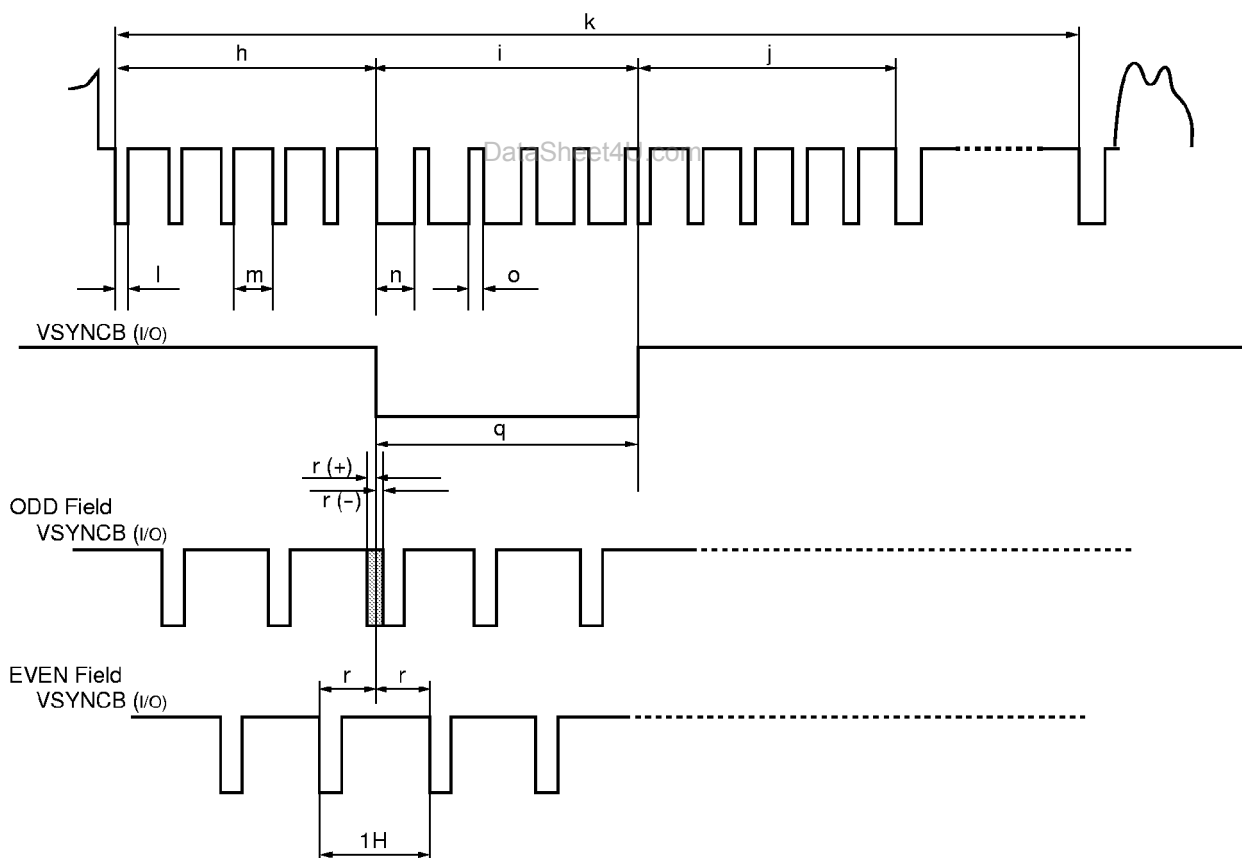 k
h i j
DataSheet4U.com
l m n o
VSYNCB (I/O)
q
r (+)
r (−)
ODD Field
VSYNCB (I/O)
EVEN Field
VSYNCB (I/O)
r r
1H